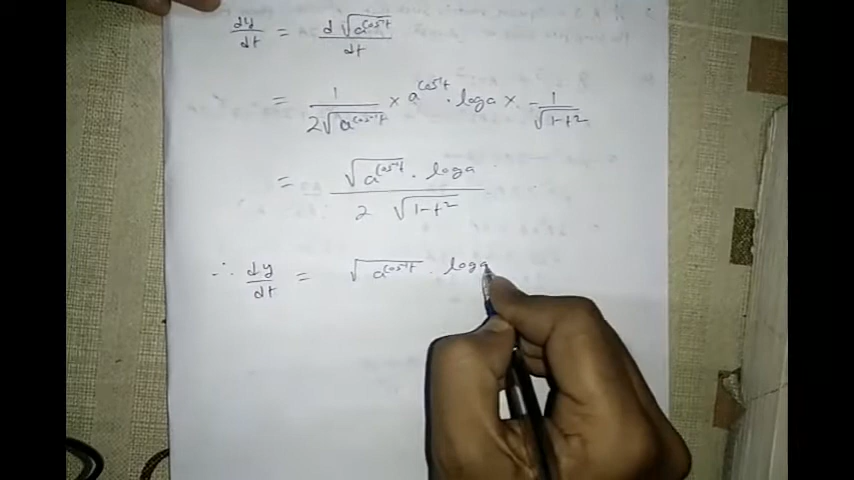 dy/dt = d √(a^(cos⁻¹t)) / dt
= 1/(2√(a^(cos⁻¹t))) × a^(cos⁻¹t) · log a × -1/√(1-t²)
= √(a^(cos⁻¹t)) · log a / (2 √(1-t²))
∴ dy/dt = √(a^(cos⁻¹t)) · log a